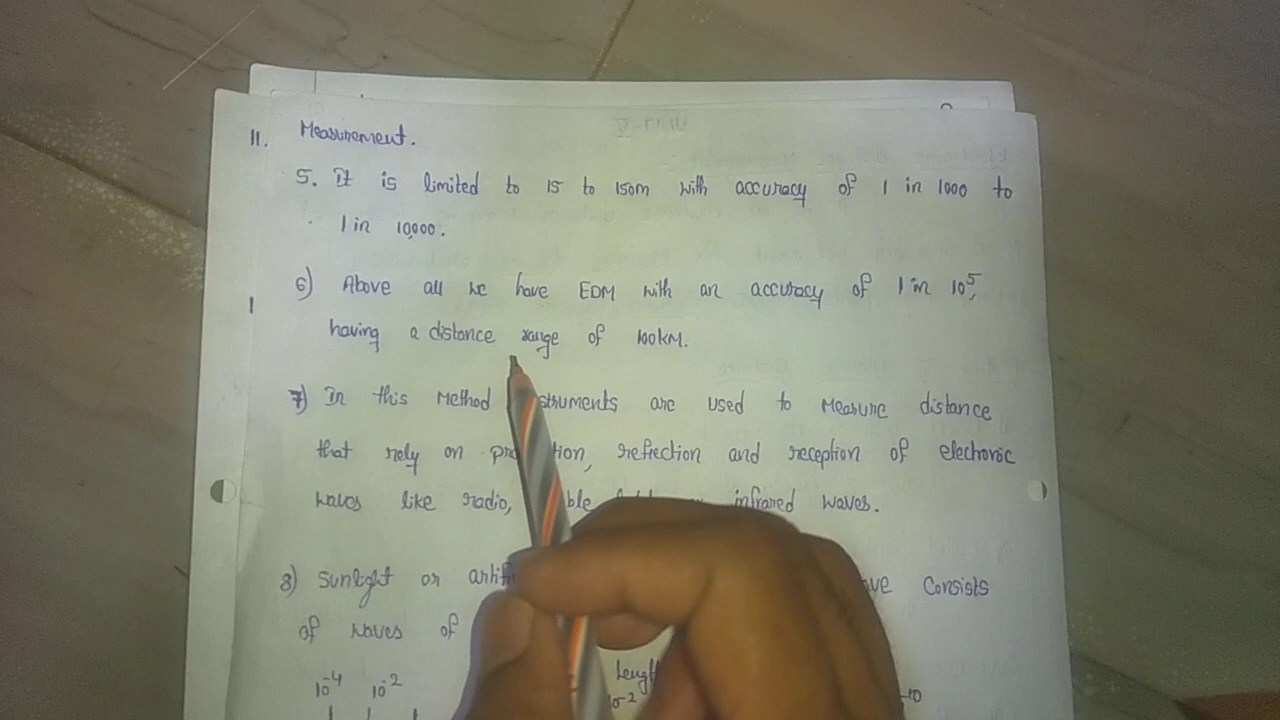 11. Measurement.
5. It is limited to 15 to 150m with accuracy of 1 in 1000 to
1 in 10,000.
6) Above all we have EDM with an accuracy of 1 in 10⁵,
having a distance range of 100KM.
7) In this Method are used to Measure distance
that rely on reflection and reception of electronic
waves like radio, infrared waves.
8) Sunlight or Consists
of waves of
10⁻⁴ 10⁻²